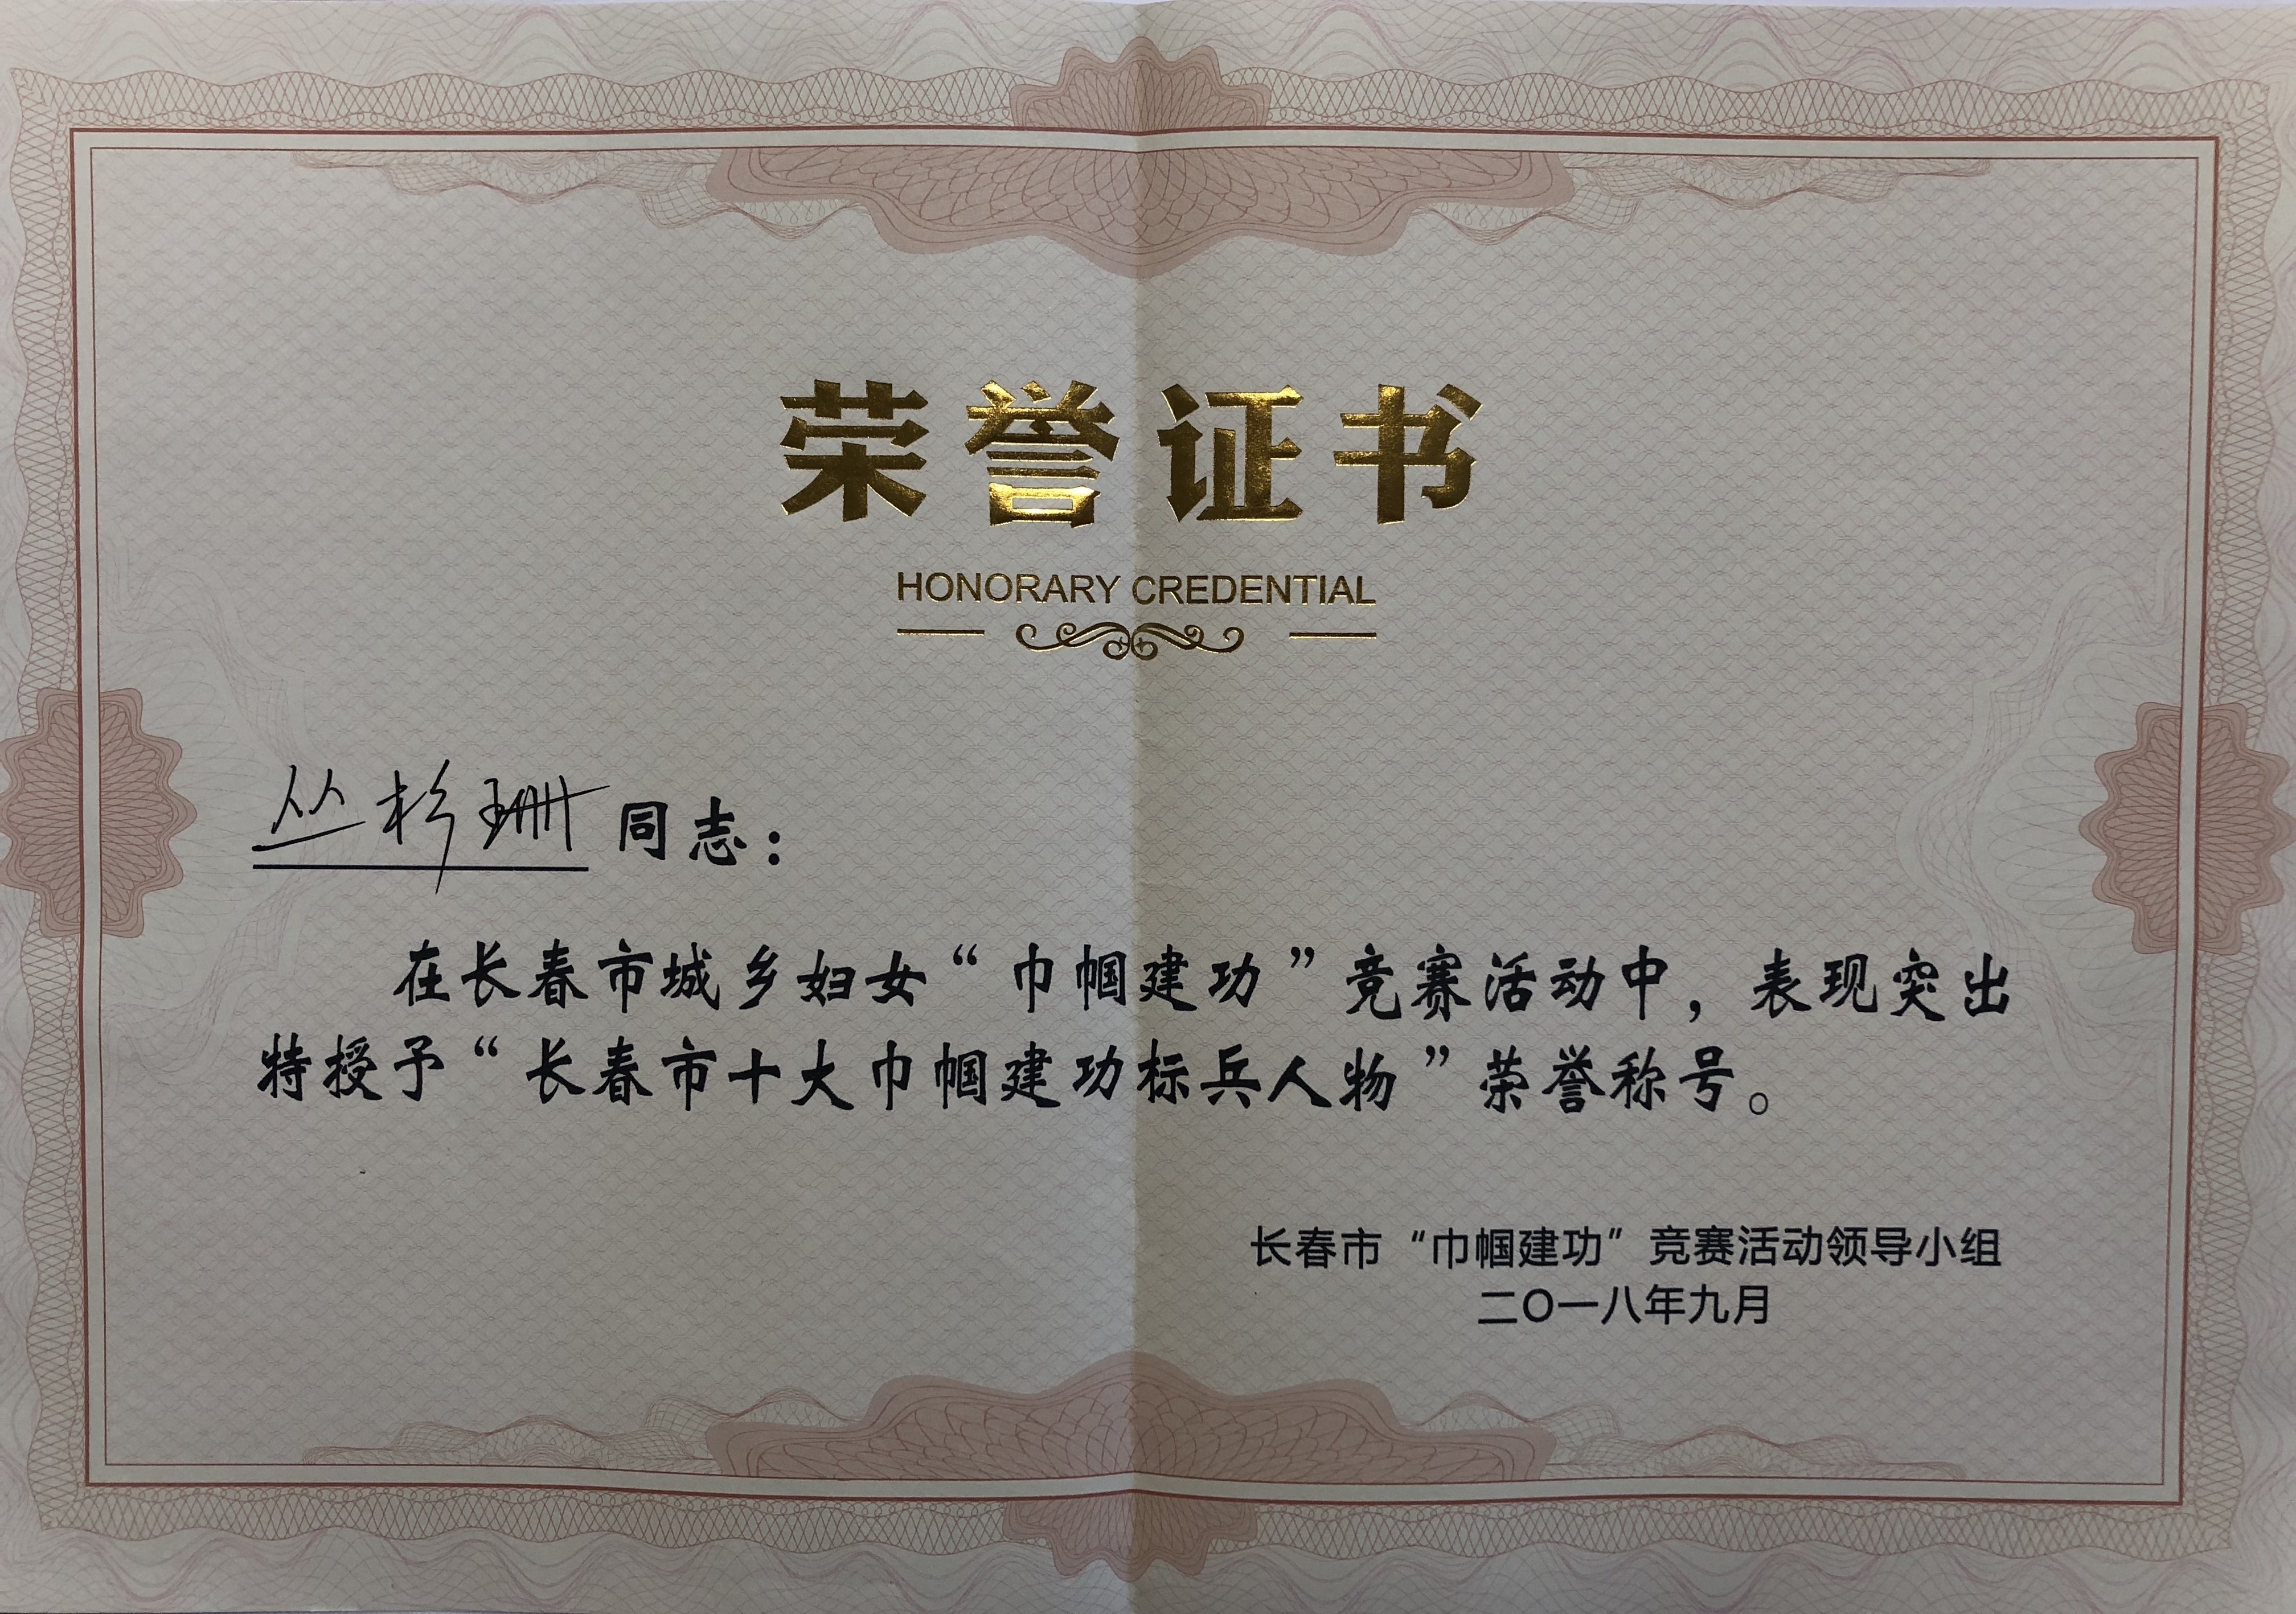 荣誉证书
HONORARY CREDENTIAL
丛杉珊同志：
在长春市城乡妇女“巾帼建功”竞赛活动中，表现突出
特授予“长春市十大巾帼建功标兵人物”荣誉称号。
长春市“巾帼建功”竞赛活动领导小组
二〇一八年九月